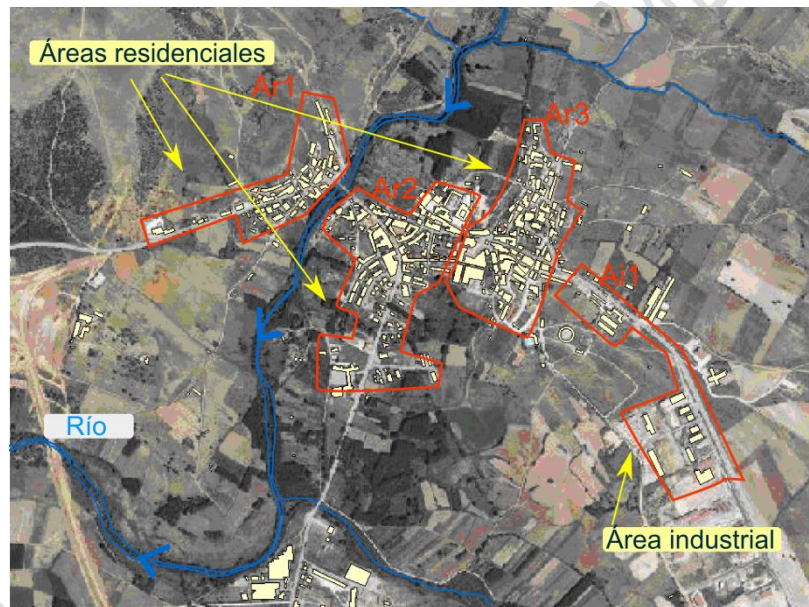 Áreas residenciales
Ar1
Ar3
Ar2
Ai1
Río
Área industrial